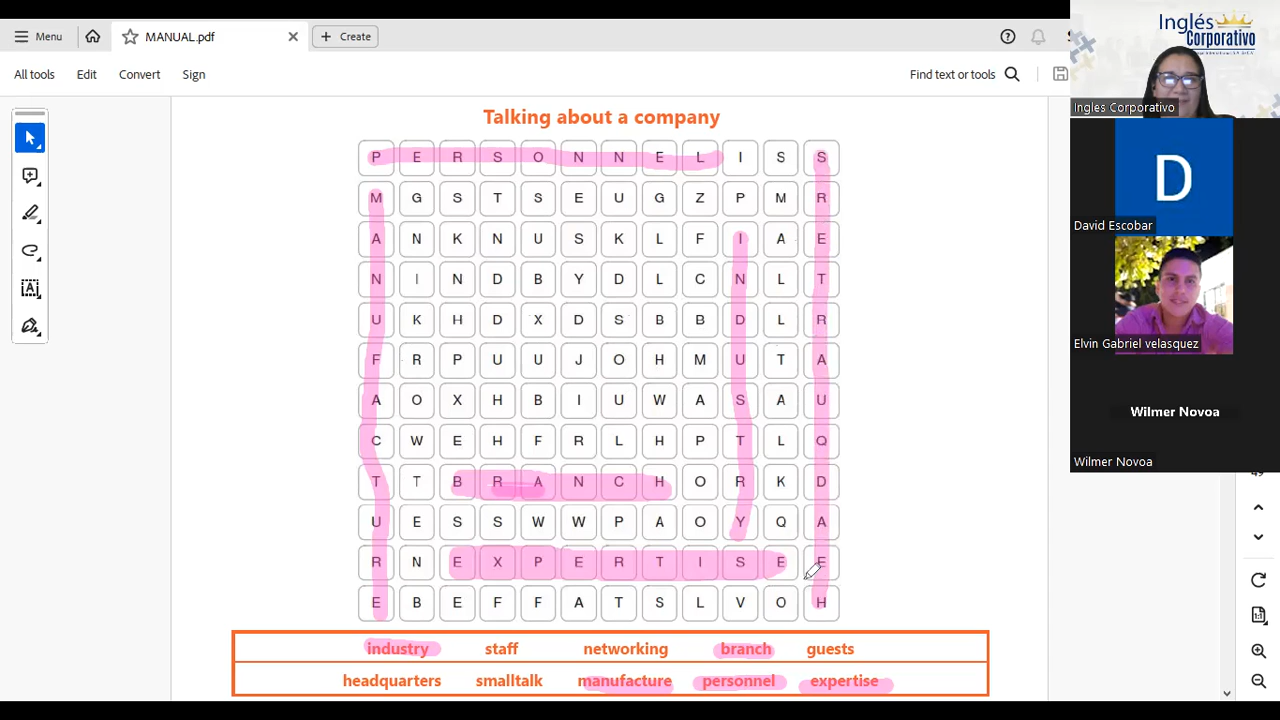 Menu MANUAL.pdf Create
All tools Edit Convert Sign Find text or tools
Inglés
Corporativo
Ingles Corporativo
D
David Escobar
Elvin Gabriel velasquez
Wilmer Novoa
Wilmer Novoa
Talking about a company
P E R S O N N E L I S S
M G S T S E U G Z P M R
A N K N U S K L F I A E
N I N D B Y D L C N L T
U K H D X D S B B D L R
F R P U U J O H M U T A
A O X H B I U W A S A U
C W E H F R L H P T L Q
T T B R A N C H O R K D
U E S S W W P A O Y Q A
R N E X P E R T I S E E
E B E F F A T S L V O H
industry staff networking branch guests
headquarters smalltalk manufacture personnel expertise